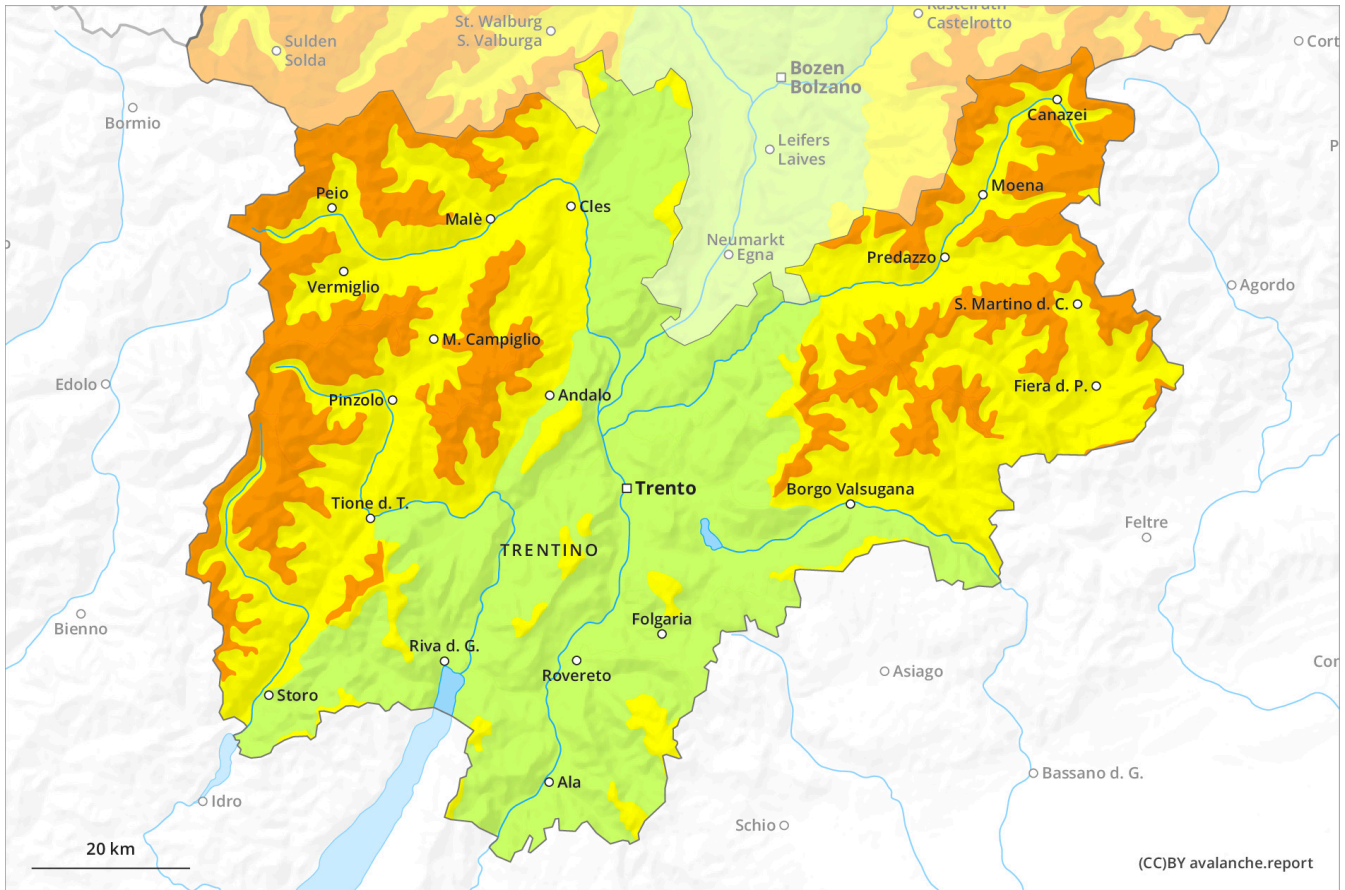 St. Walburg
S. Valburga
Kastelruth
Castelrotto
Sulden
Solda
Cort
Bozen
Bolzano
Bormio
Canazei
Leifers
Laives
Peio
Moena
Malè
Cles
Neumarkt
Egna
Predazzo
Vermiglio
Agordo
S. Martino d. C.
M. Campiglio
Edolo
Fiera d. P.
Pinzolo
Andalo
Trento
Borgo Valsugana
Tione d. T.
Feltre
TRENTINO
Bienno
Folgaria
Riva d. G.
Rovereto
Asiago
Cor
Storo
Bassano d. G.
Ala
Idro
Schio
20 km
(CC)BY avalanche.report